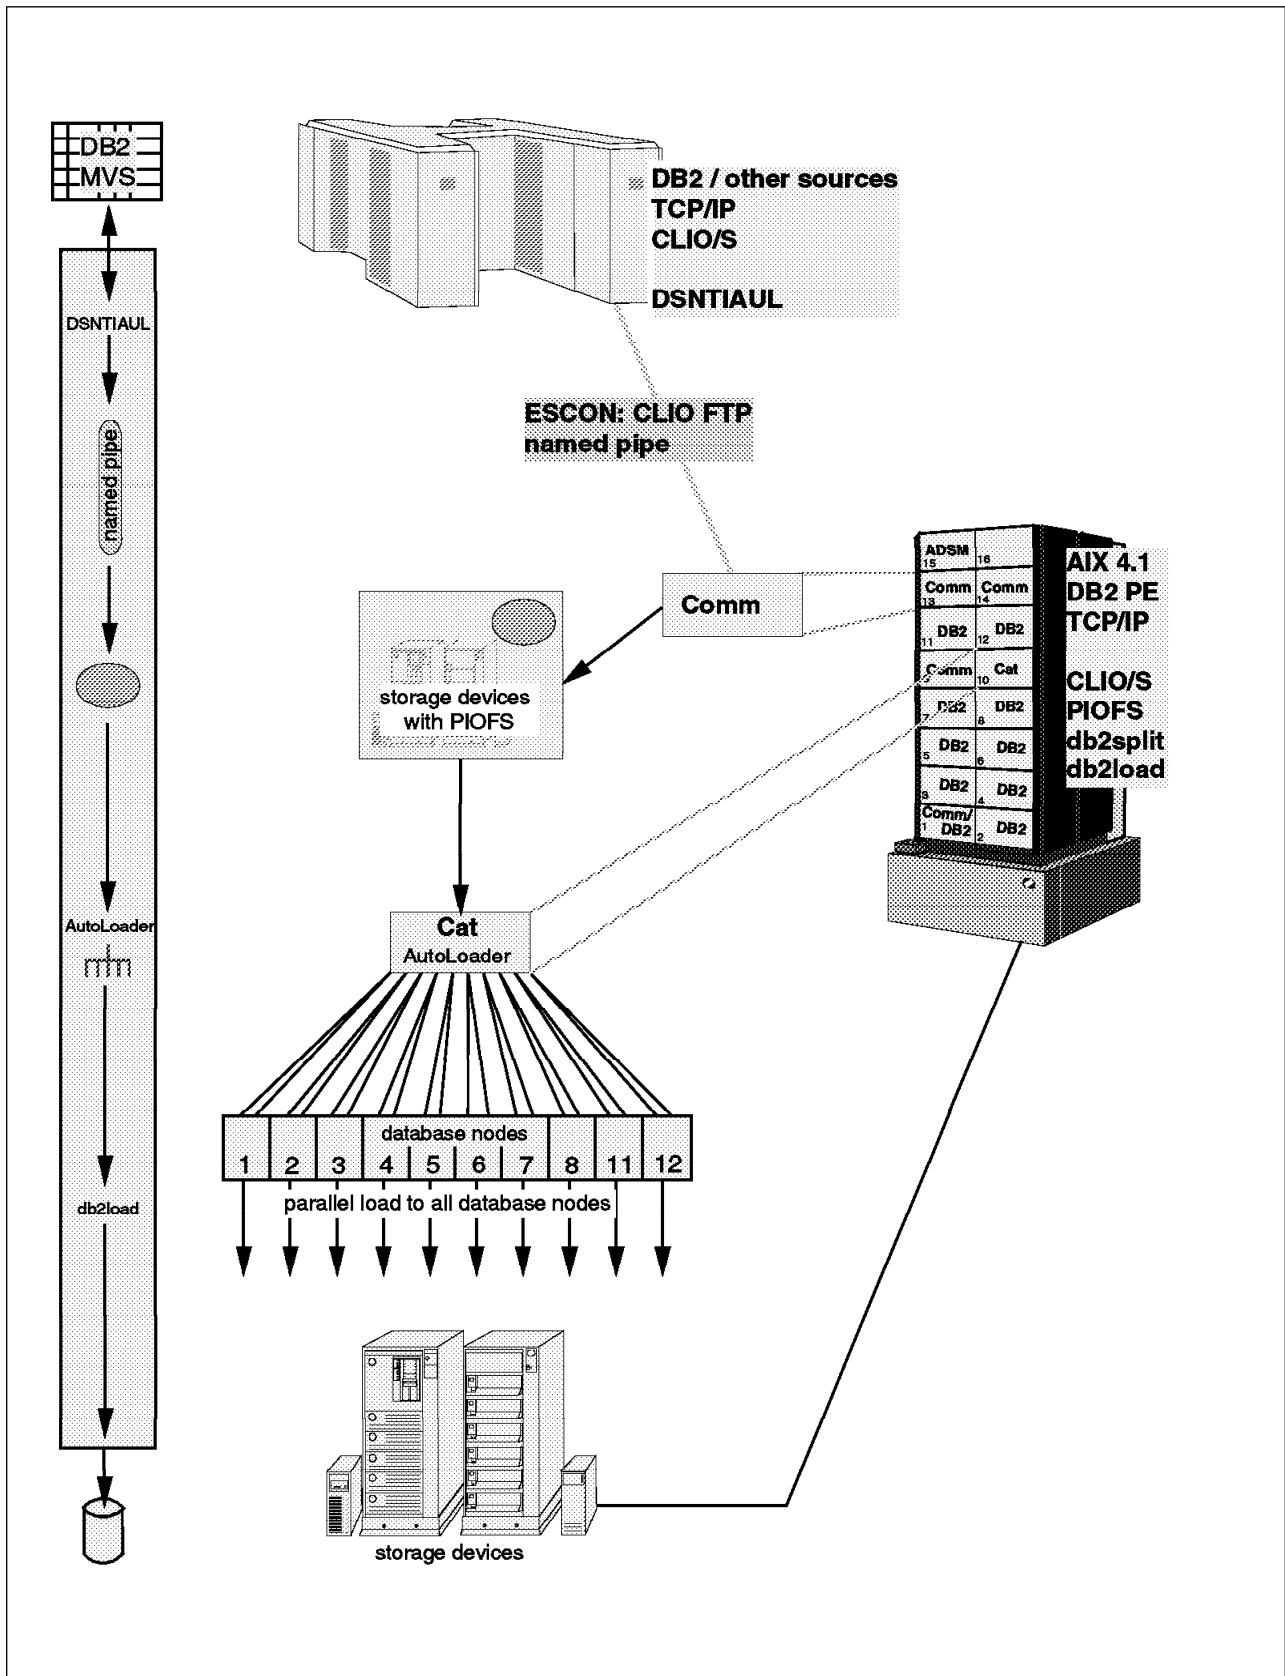 DB2
MVS
DSNTIAUL
named pipe
AutoLoader
db2load
DB2 / other sources
TCP/IP
CLIO/S
DSNTIAUL
ESCON: CLIO FTP
named pipe
Comm
storage devices
with PIOFS
Cat
AutoLoader
ADSM
15
16
Comm
13
Comm
14
DB2
11
DB2
12
Comm
9
Cat
10
DB2
7
DB2
8
DB2
5
DB2
6
DB2
3
DB2
4
Comm/
DB2
1
DB2
2
AIX 4.1
DB2 PE
TCP/IP
CLIO/S
PIOFS
db2split
db2load
database nodes
1 2 3 4 5 6 7 8 11 12
parallel load to all database nodes
storage devices